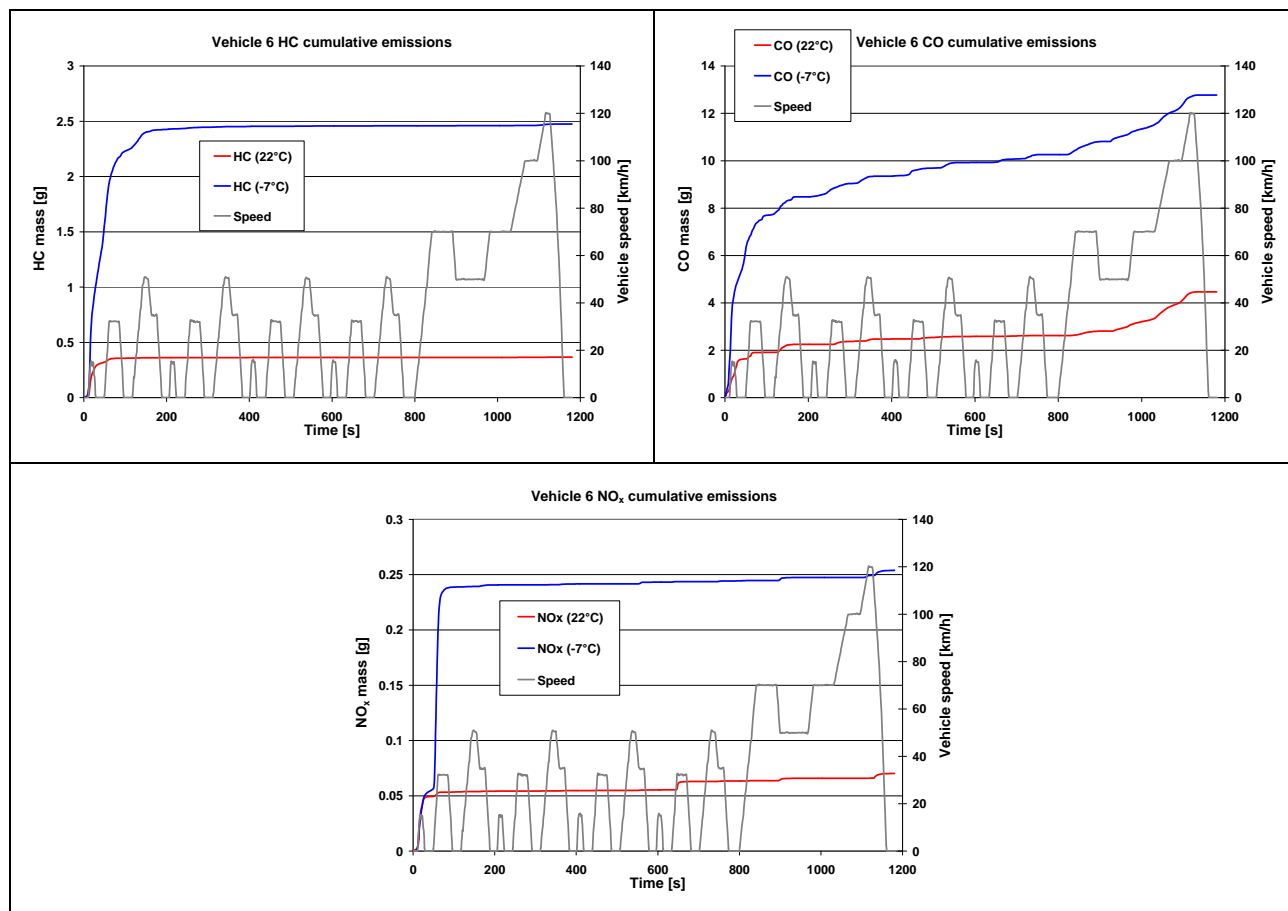 Vehicle 6 HC cumulative emissions
3
2.5
2
1.5
1
0.5
0
HC mass [g]
140
120
100
80
60
40
20
0
Vehicle speed [km/h]
HC (22°C)
HC (-7°C)
Speed
0 200 400 600 800 1000 1200
Time [s]
Vehicle 6 CO cumulative emissions
14
12
10
8
6
4
2
0
CO mass [g]
140
120
100
80
60
40
20
0
Vehicle speed [km/h]
CO (22°C)
CO (-7°C)
Speed
0 200 400 600 800 1000 1200
Time [s]
Vehicle 6 NOx cumulative emissions
0.3
0.25
0.2
0.15
0.1
0.05
0
NOx mass [g]
140
120
100
80
60
40
20
0
Vehicle speed [km/h]
NOx (22°C)
NOx (-7°C)
Speed
0 200 400 600 800 1000 1200
Time [s]